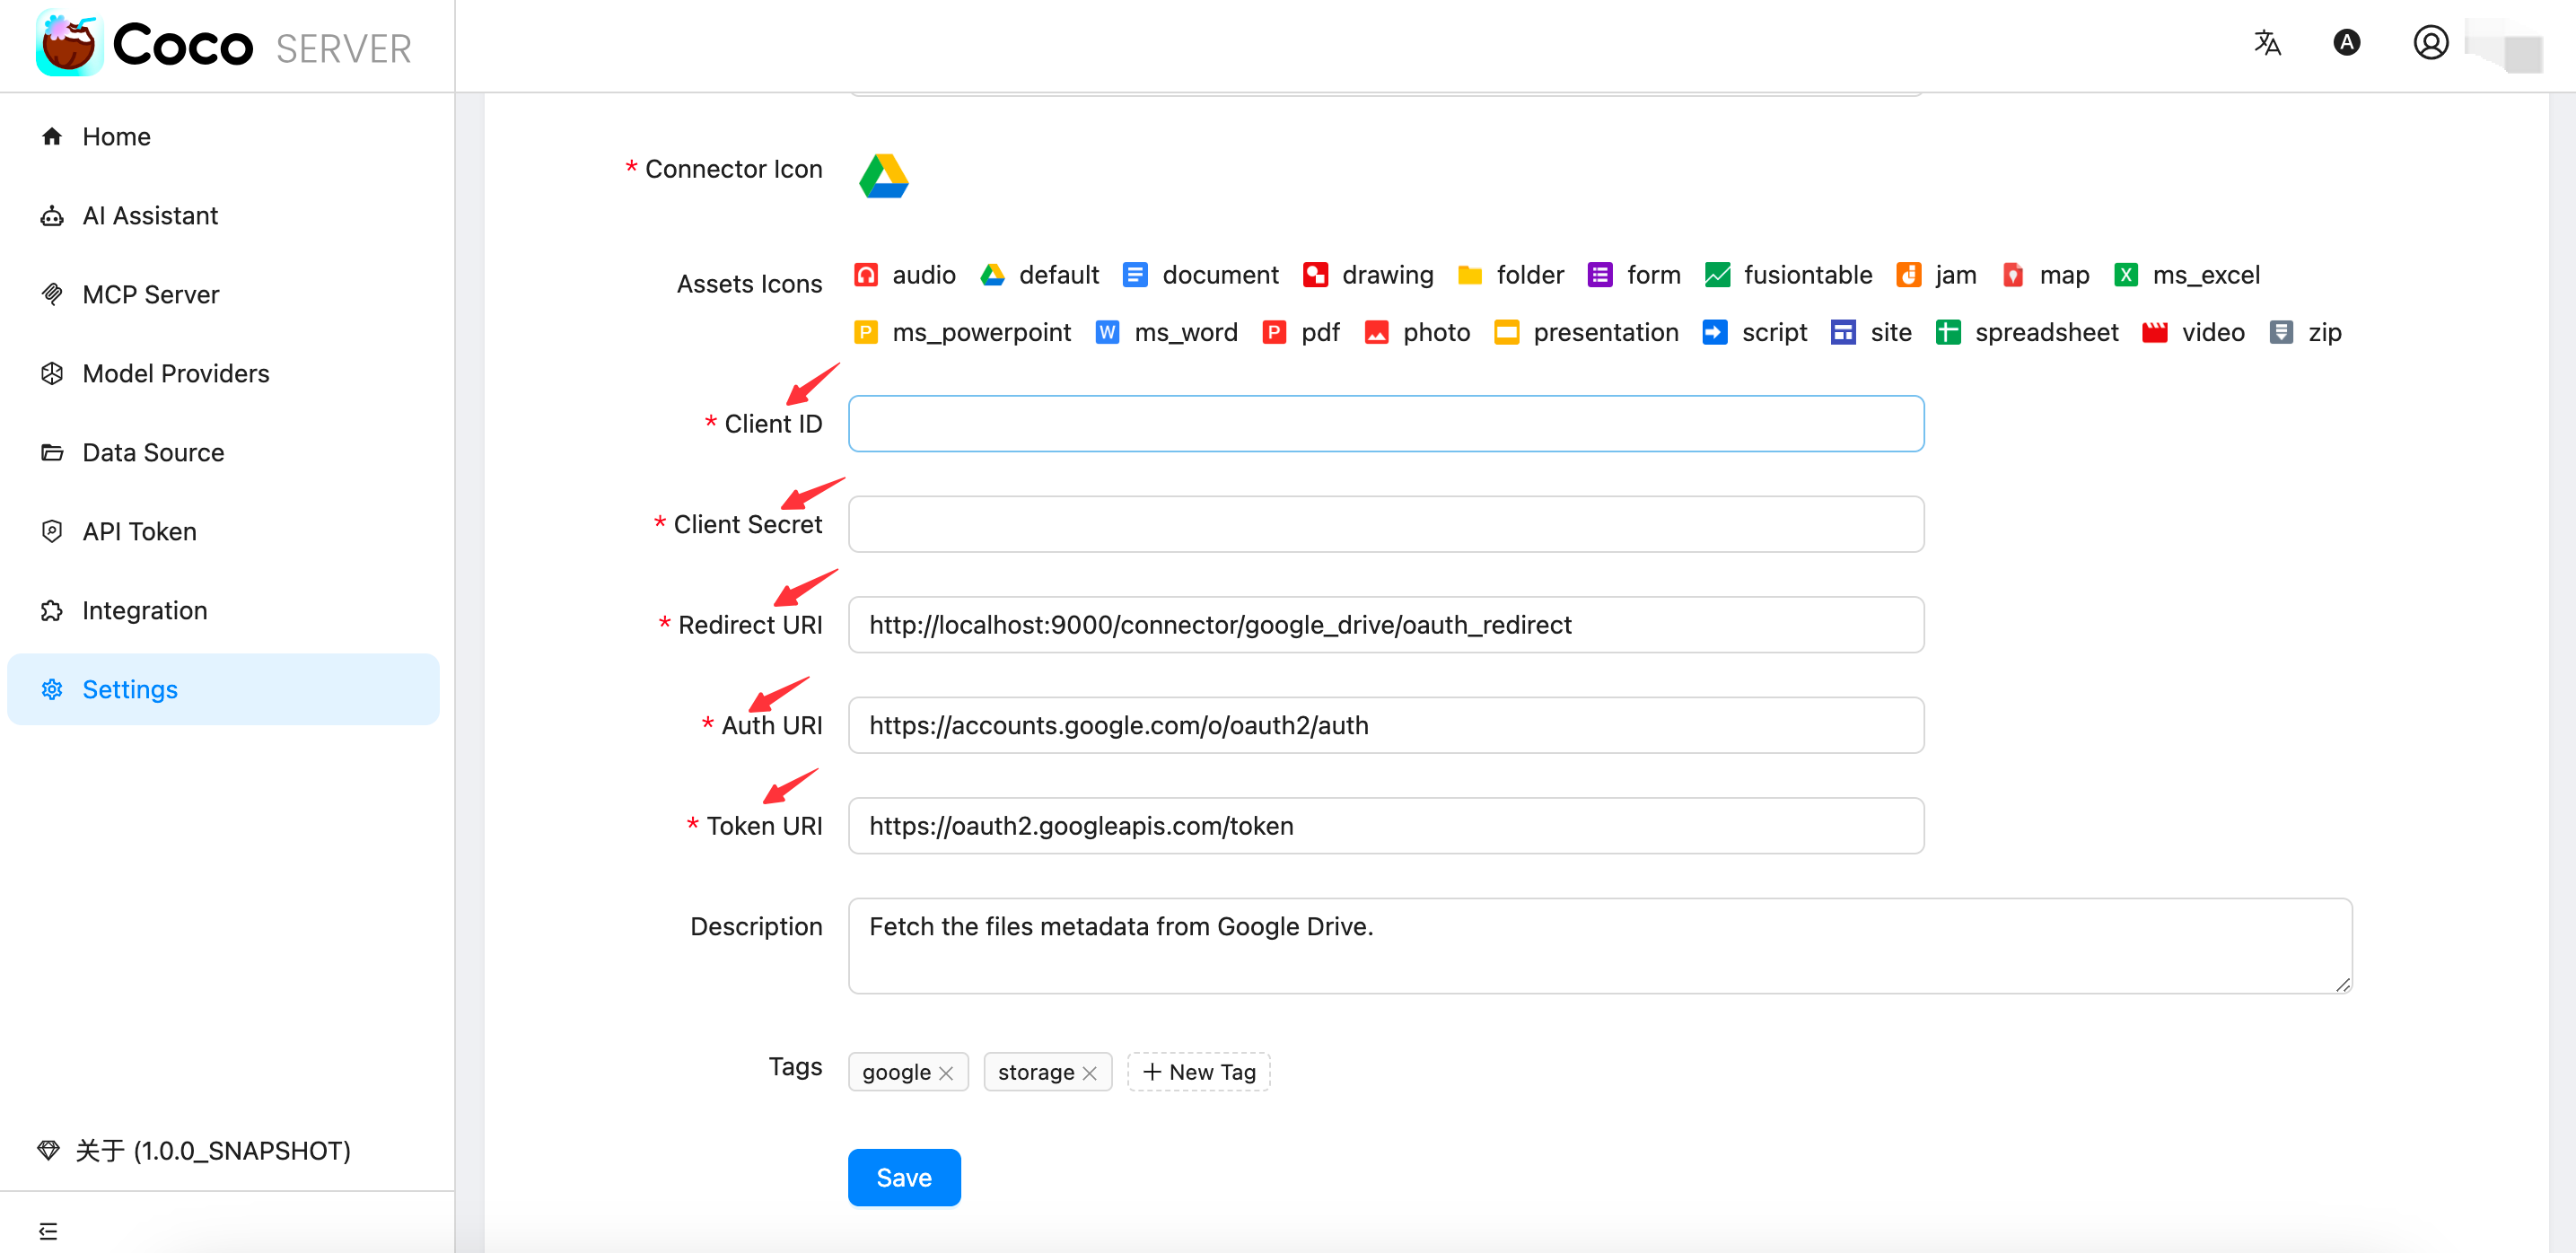 Coco SERVER
A
Home
AI Assistant
MCP Server
Model Providers
Data Source
API Token
Integration
Settings
关于 (1.0.0_SNAPSHOT)
* Connector Icon
Assets Icons
audio default document drawing folder form fusiontable jam map ms_excel
ms_powerpoint ms_word pdf photo presentation script site spreadsheet video zip
* Client ID
* Client Secret
* Redirect URI http://localhost:9000/connector/google_drive/oauth_redirect
* Auth URI https://accounts.google.com/o/oauth2/auth
* Token URI https://oauth2.googleapis.com/token
Description Fetch the files metadata from Google Drive.
Tags google storage + New Tag
Save